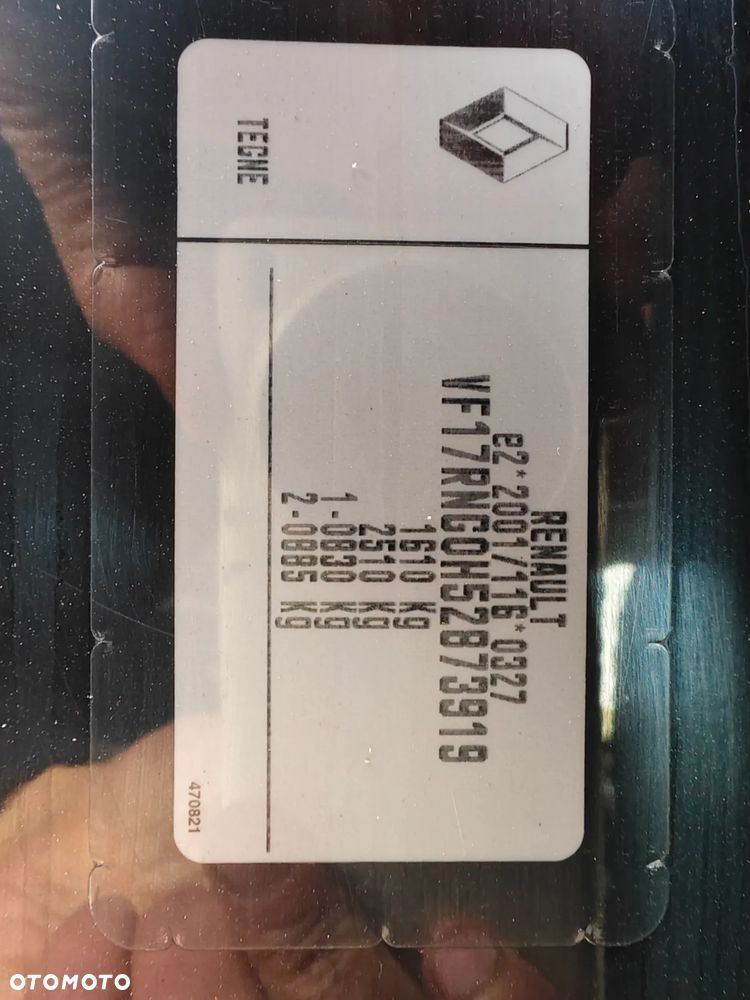 RENAULT
e2*2001/116*0327
VF17RNG0H52873919
1610 kg
2510 kg
1-0830 kg
2-0885 kg
TEGNE
470821
OTOMOTO